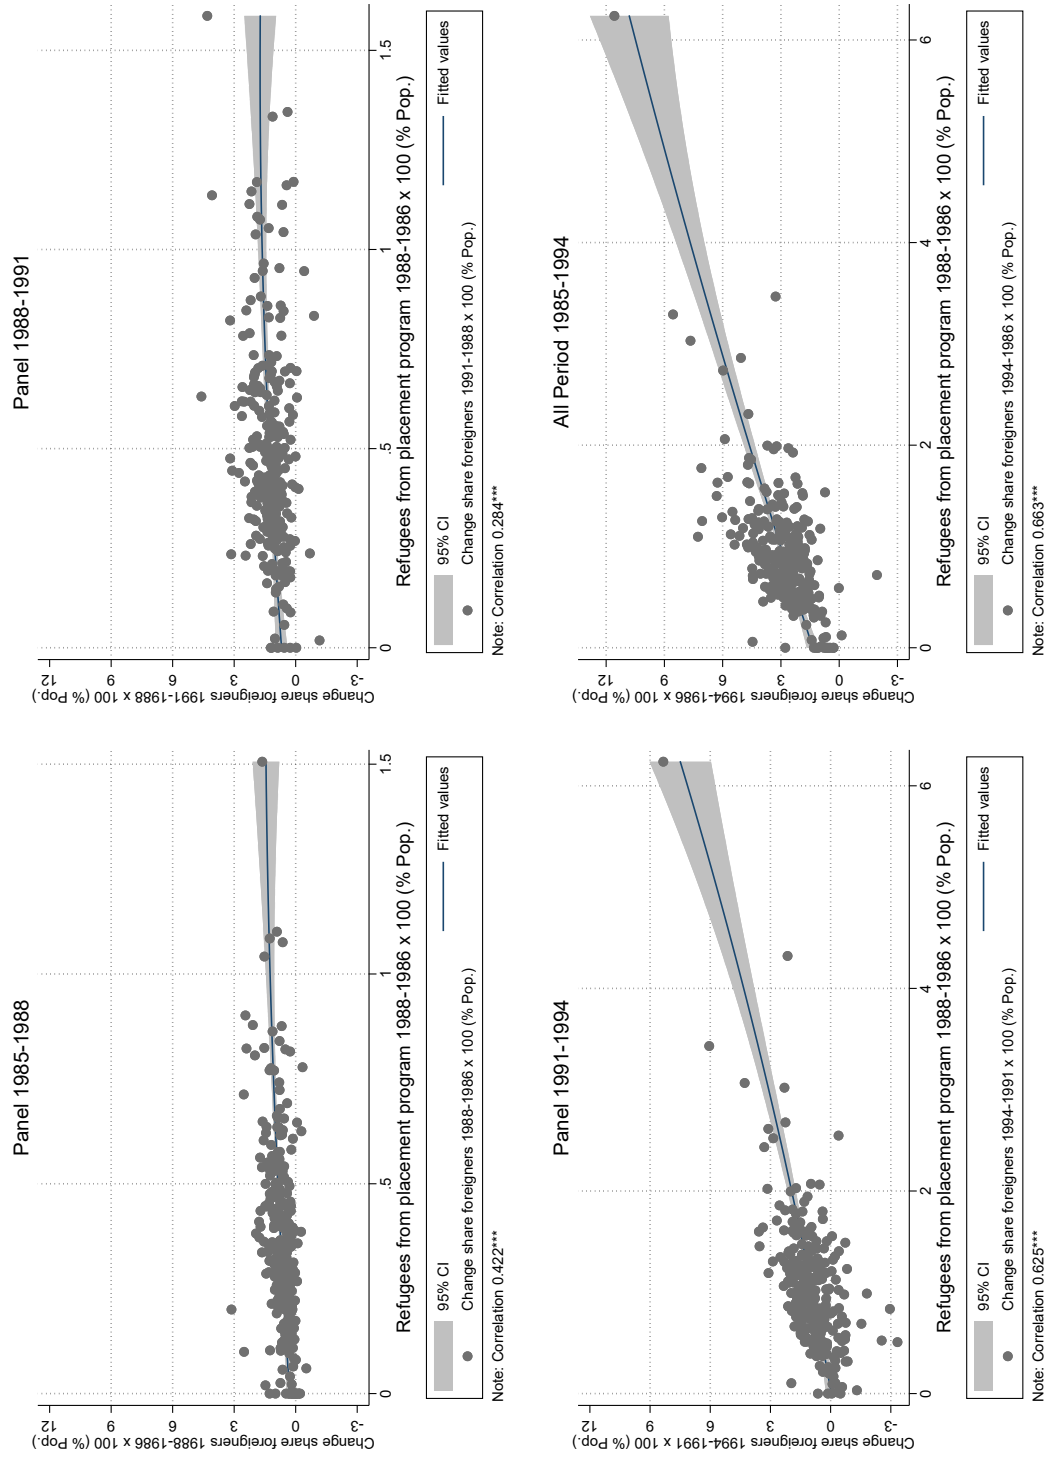 Panel 1985-1988
12
9
6
3
0
-3
Change share foreigners 1988-1986 x 100 (% Pop.)
0
.5
1
1.5
Refugees from placement program 1988-1986 x 100 (% Pop.)
95% CI
Fitted values
Change share foreigners 1988-1986 x 100 (% Pop.)
Note: Correlation 0.422***
Panel 1988-1991
12
9
6
3
0
-3
Change share foreigners 1991-1988 x 100 (% Pop.)
0
.5
1
1.5
Refugees from placement program 1988-1986 x 100 (% Pop.)
95% CI
Fitted values
Change share foreigners 1991-1988 x 100 (% Pop.)
Note: Correlation 0.284***
Panel 1991-1994
12
9
6
3
0
-3
Change share foreigners 1994-1991 x 100 (% Pop.)
0
2
4
6
Refugees from placement program 1988-1986 x 100 (% Pop.)
95% CI
Fitted values
Change share foreigners 1994-1991 x 100 (% Pop.)
Note: Correlation 0.625***
All Period 1985-1994
12
9
6
3
0
-3
Change share foreigners 1994-1986 x 100 (% Pop.)
0
2
4
6
Refugees from placement program 1988-1986 x 100 (% Pop.)
95% CI
Fitted values
Change share foreigners 1994-1986 x 100 (% Pop.)
Note: Correlation 0.663***